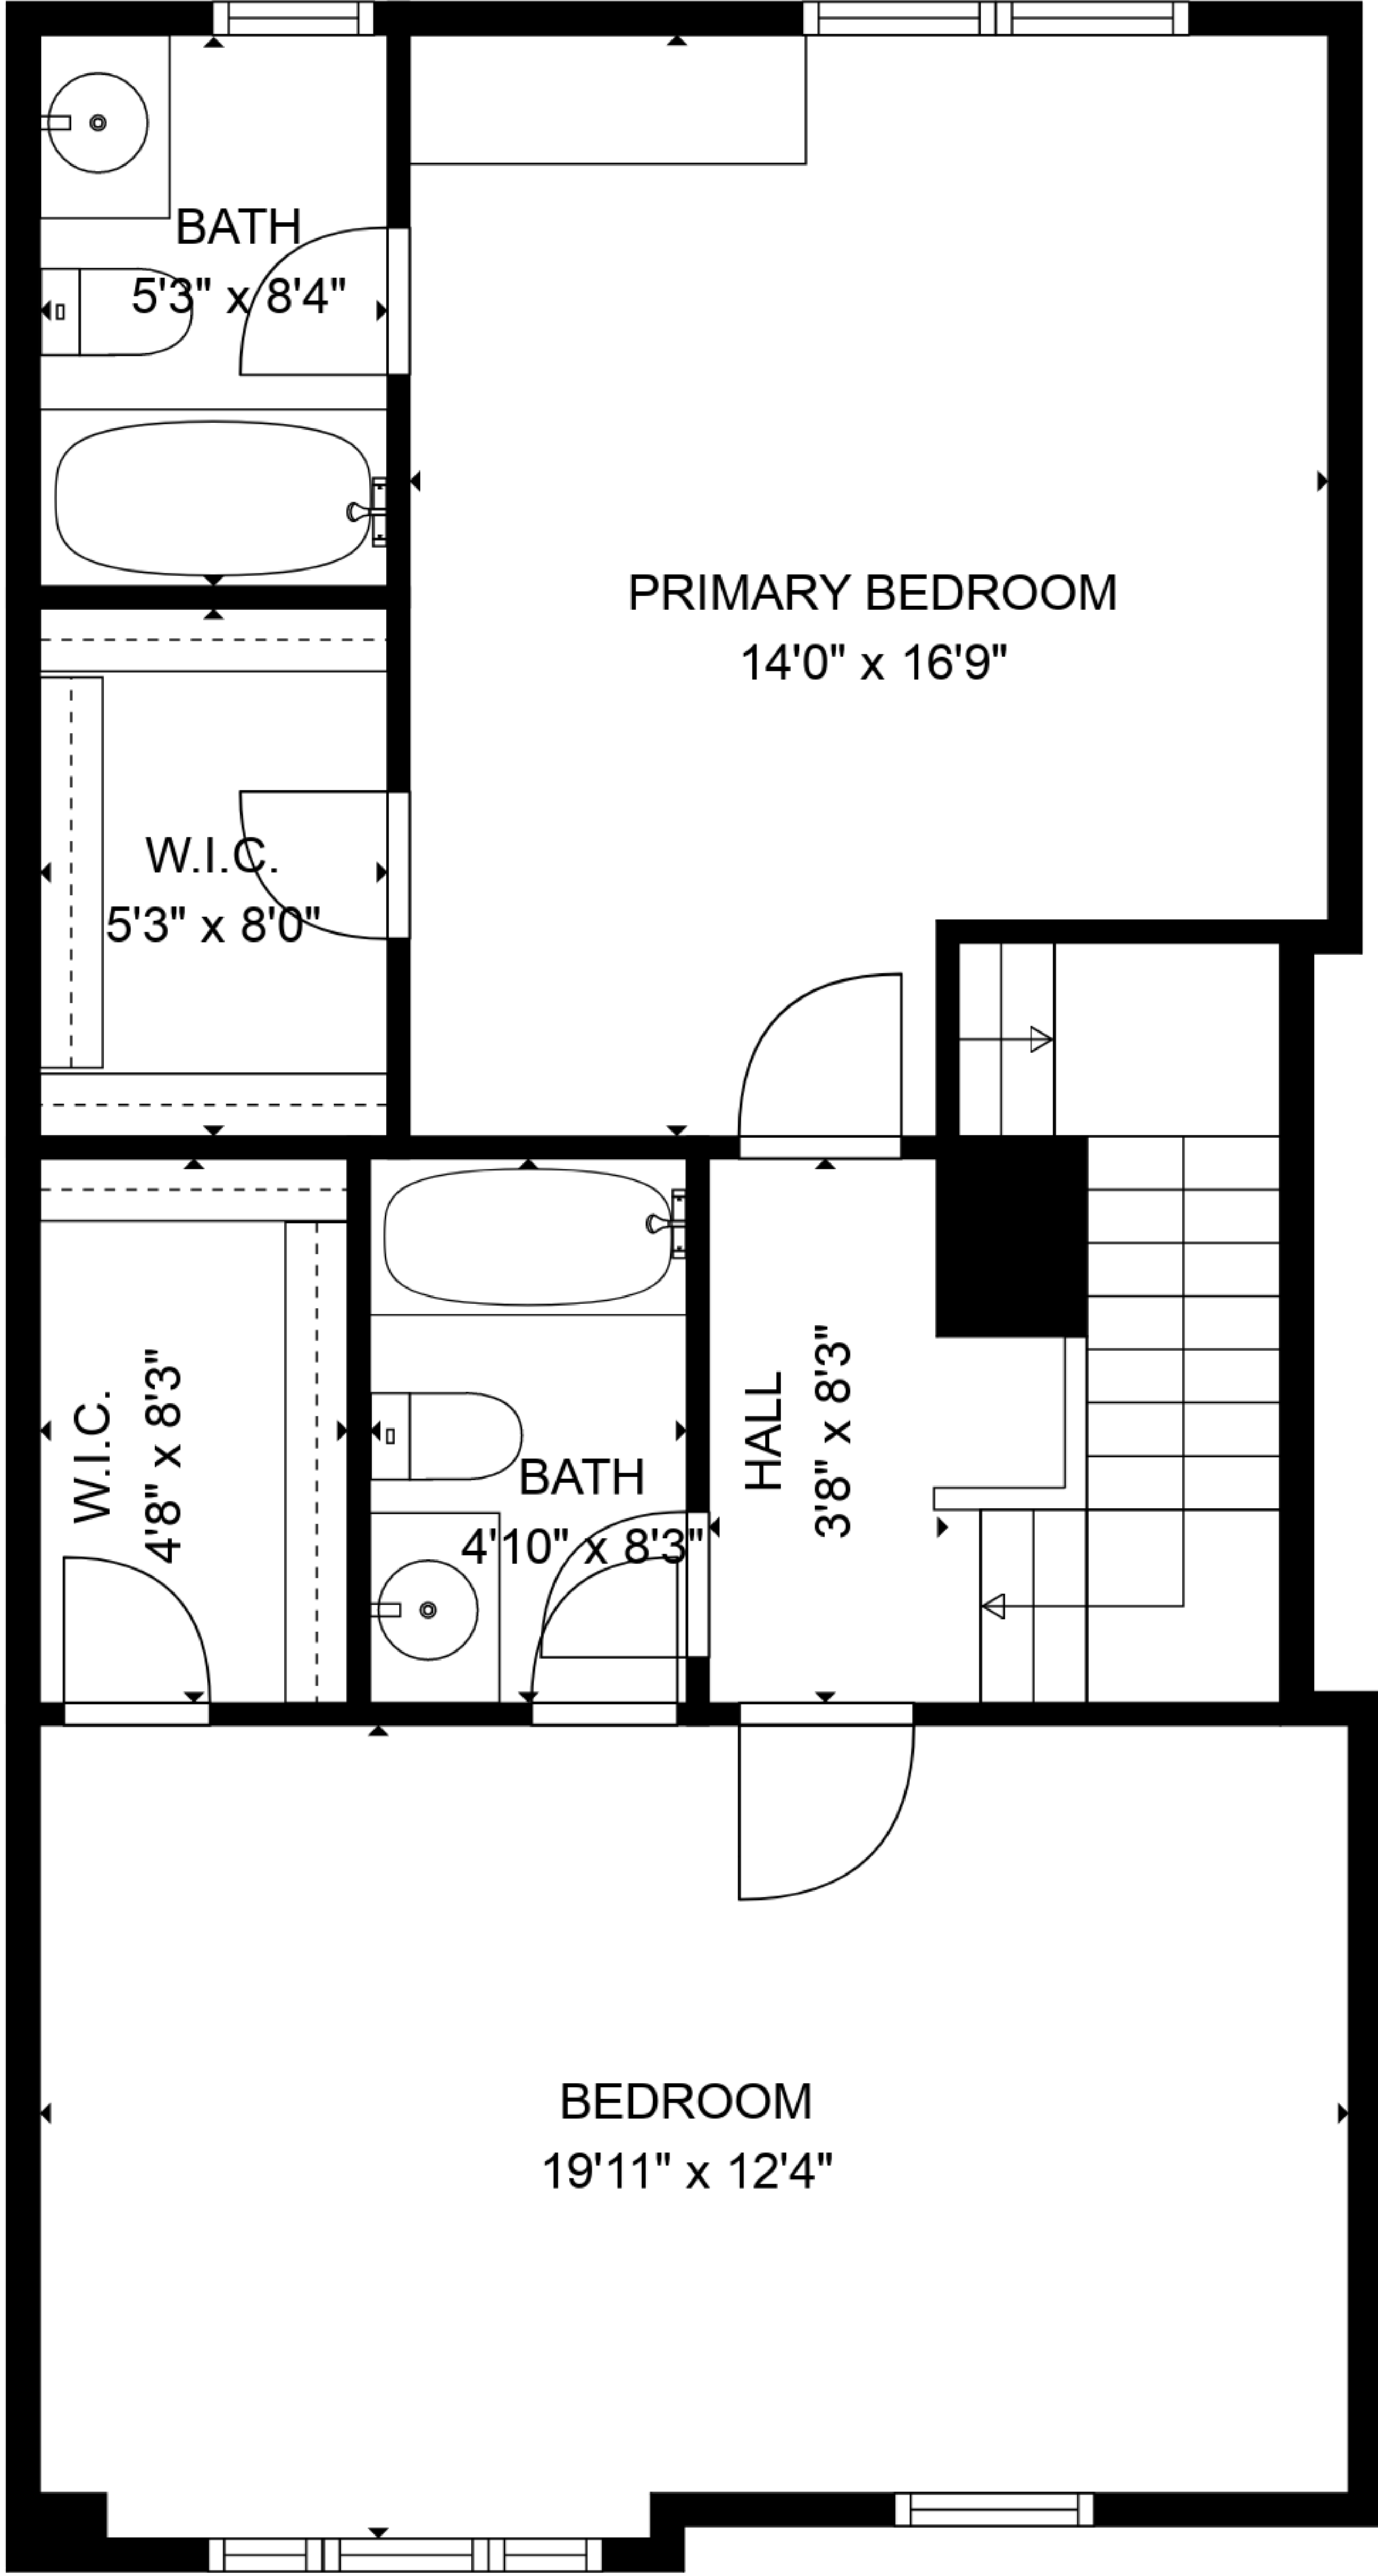 BATH
5'3" x 8'4"
PRIMARY BEDROOM
14'0" x 16'9"
W.I.C.
5'3" x 8'0"
W.I.C.
4'8" x 8'3"
BATH
4'10" x 8'3"
HALL
3'8" x 8'3"
BEDROOM
19'11" x 12'4"